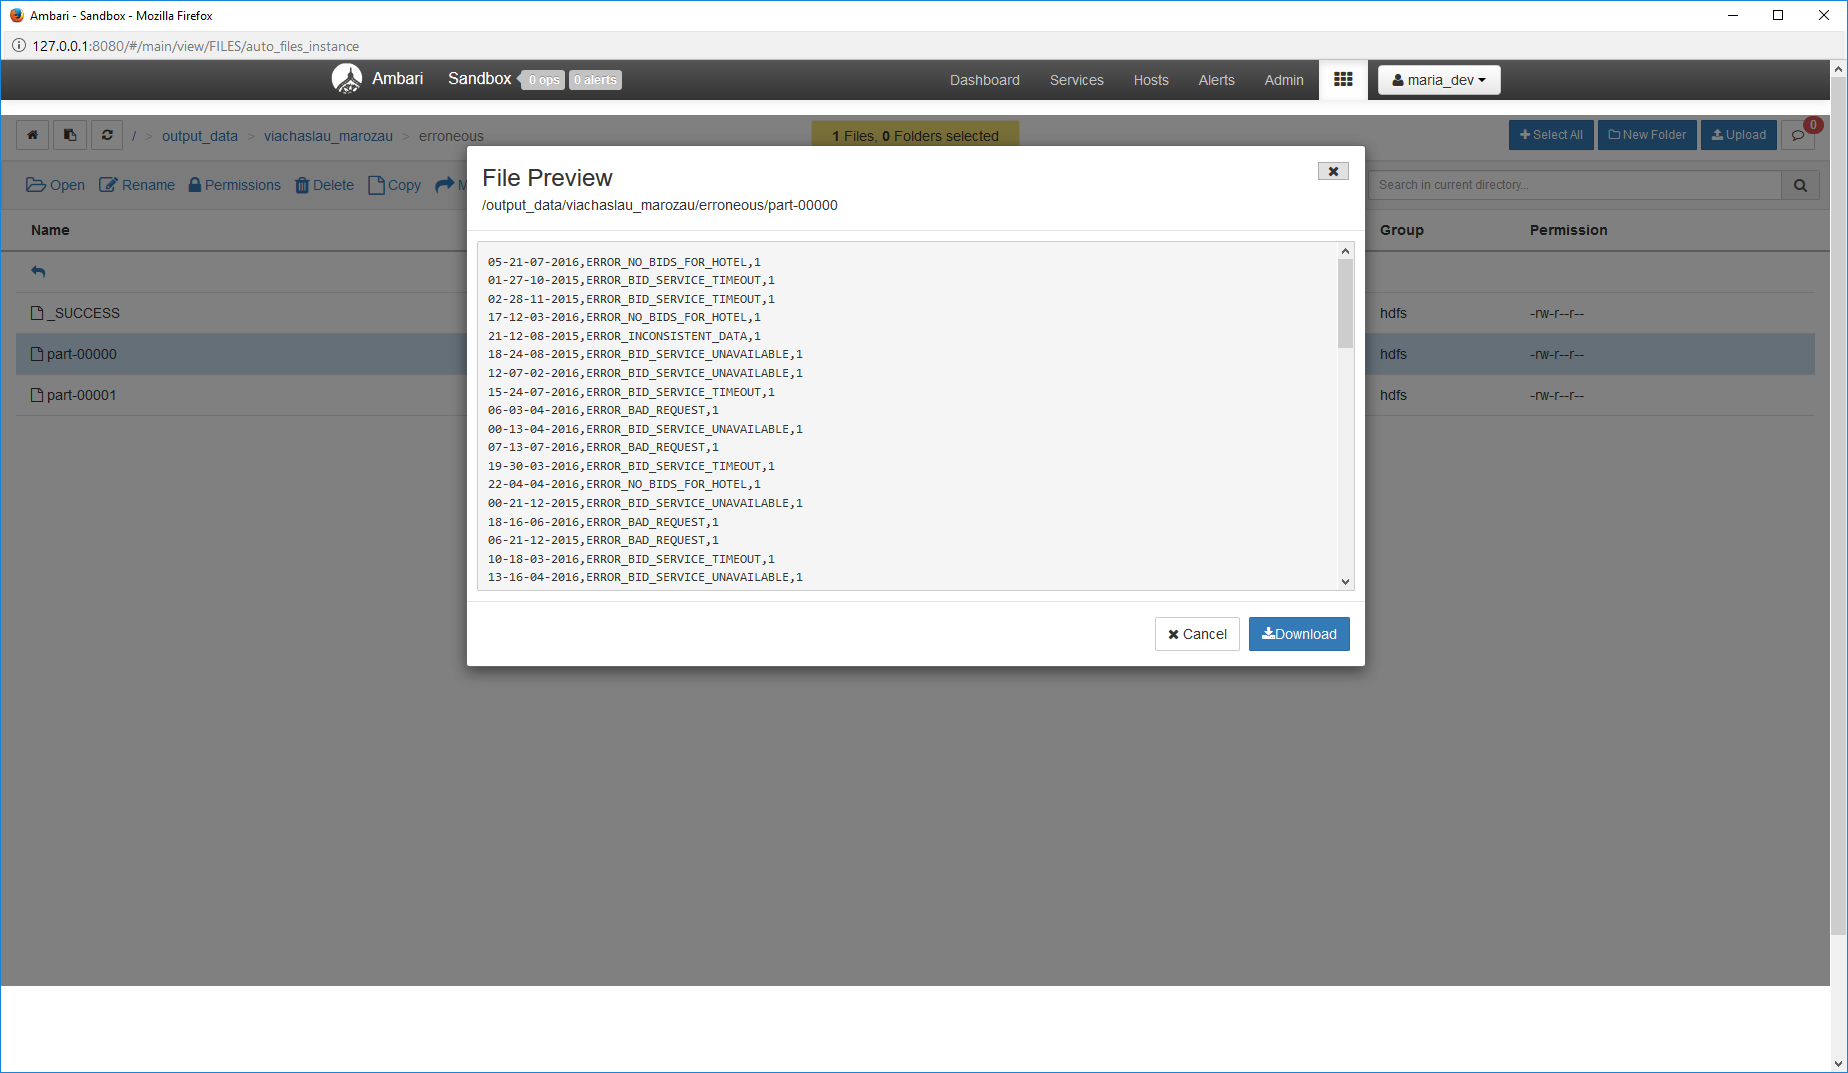 Ambari - Sandbox - Mozilla Firefox
127.0.0.1:8080/#/main/view/FILES/auto_files_instance
Ambari Sandbox 0 ops 0 alerts Dashboard Services Hosts Alerts Admin maria_dev
/ > output_data > viachaslau_marozau > erroneous 1 Files, 0 Folders selected Select All New Folder Upload 0
Open Rename Permissions Delete Copy M Search in current directory...
File Preview
/output_data/viachaslau_marozau/erroneous/part-00000
Name Group Permission
_SUCCESS hdfs -rw-r--r--
part-00000 hdfs -rw-r--r--
part-00001 hdfs -rw-r--r--
05-21-07-2016,ERROR_NO_BIDS_FOR_HOTEL,1
01-27-10-2015,ERROR_BID_SERVICE_TIMEOUT,1
02-28-11-2015,ERROR_BID_SERVICE_TIMEOUT,1
17-12-03-2016,ERROR_NO_BIDS_FOR_HOTEL,1
21-12-08-2015,ERROR_INCONSISTENT_DATA,1
18-24-08-2015,ERROR_BID_SERVICE_UNAVAILABLE,1
12-07-02-2016,ERROR_BID_SERVICE_UNAVAILABLE,1
15-24-07-2016,ERROR_BID_SERVICE_TIMEOUT,1
06-03-04-2016,ERROR_BAD_REQUEST,1
00-13-04-2016,ERROR_BID_SERVICE_UNAVAILABLE,1
07-13-07-2016,ERROR_BAD_REQUEST,1
19-30-03-2016,ERROR_BID_SERVICE_TIMEOUT,1
22-04-04-2016,ERROR_NO_BIDS_FOR_HOTEL,1
00-21-12-2015,ERROR_BID_SERVICE_UNAVAILABLE,1
18-16-06-2016,ERROR_BAD_REQUEST,1
06-21-12-2015,ERROR_BAD_REQUEST,1
10-18-03-2016,ERROR_BID_SERVICE_TIMEOUT,1
13-16-04-2016,ERROR_BID_SERVICE_UNAVAILABLE,1
Cancel Download